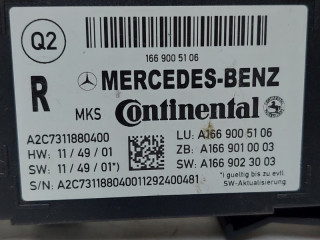 Q2
166 900 51 06
R MERCEDES-BENZ
MKS Continental
A2C7311880400
HW: 11 / 49 / 01
SW: 11 / 49 / 01*)
LU: A166 900 51 06
ZB: A166 901 00 03
SW: A166 902 30 03
*) gueltig bis zu evtl.
SW-Aktualisierung
S/N: A2C73118804001129240048​1